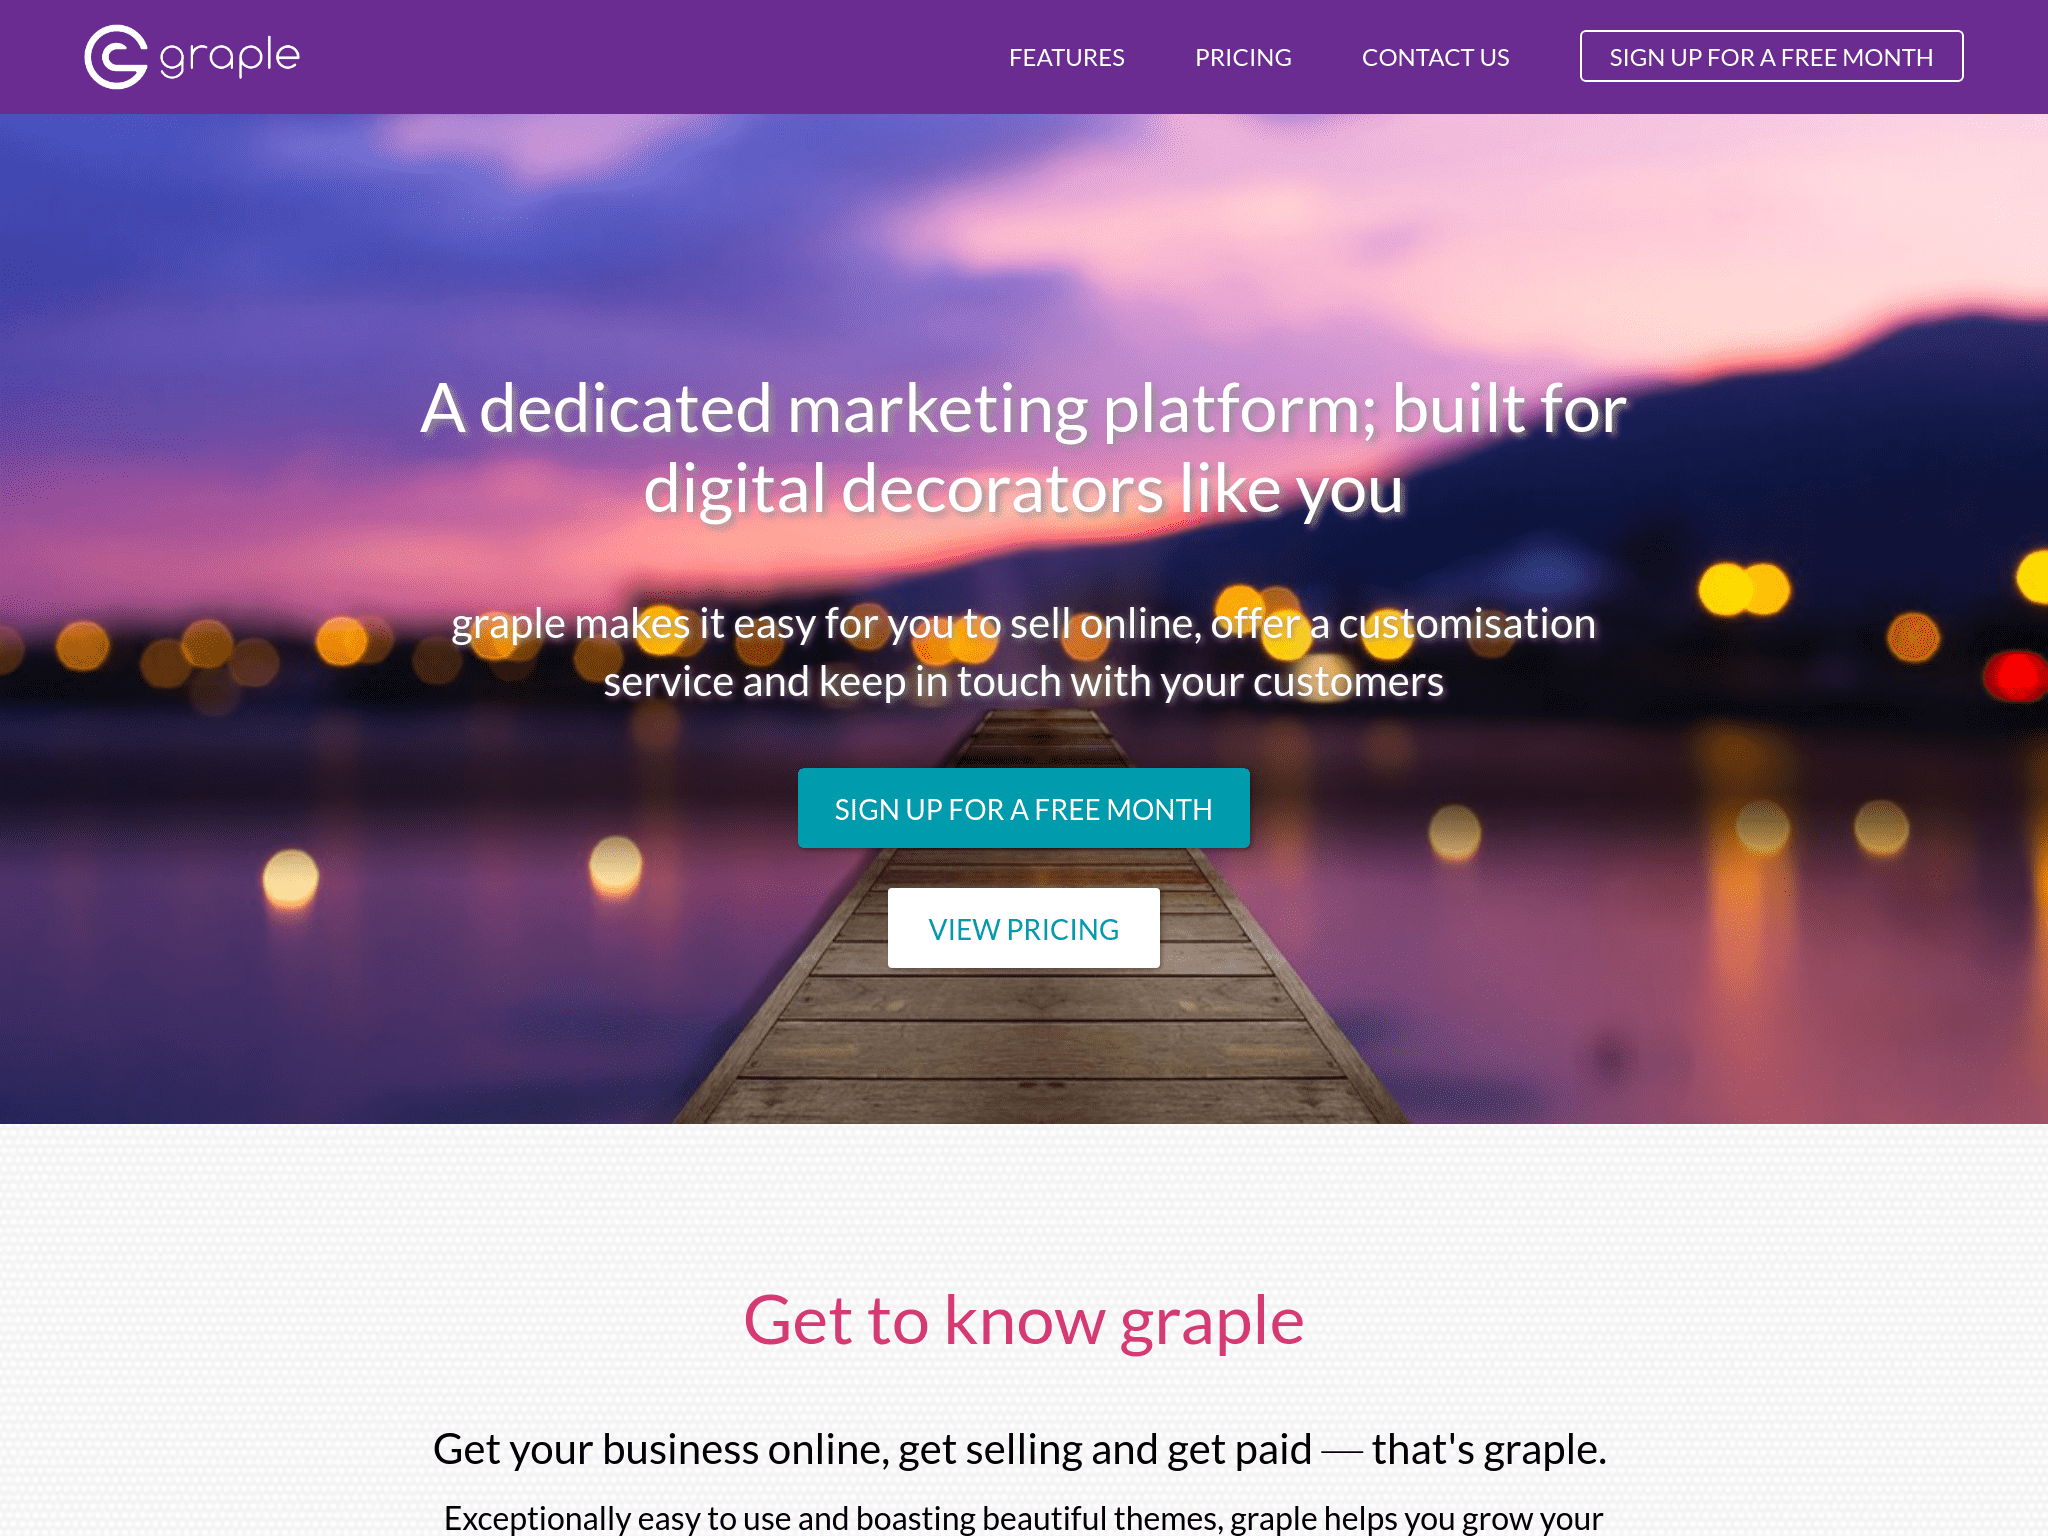 graple
FEATURES
PRICING
CONTACT US
SIGN UP FOR A FREE MONTH
A dedicated marketing platform; built for
digital decorators like you
graple makes it easy for you to sell online, offer a customisation
service and keep in touch with your customers
SIGN UP FOR A FREE MONTH
VIEW PRICING
Get to know graple
Get your business online, get selling and get paid — that's graple.
Exceptionally easy to use and boasting beautiful themes, graple helps you grow your